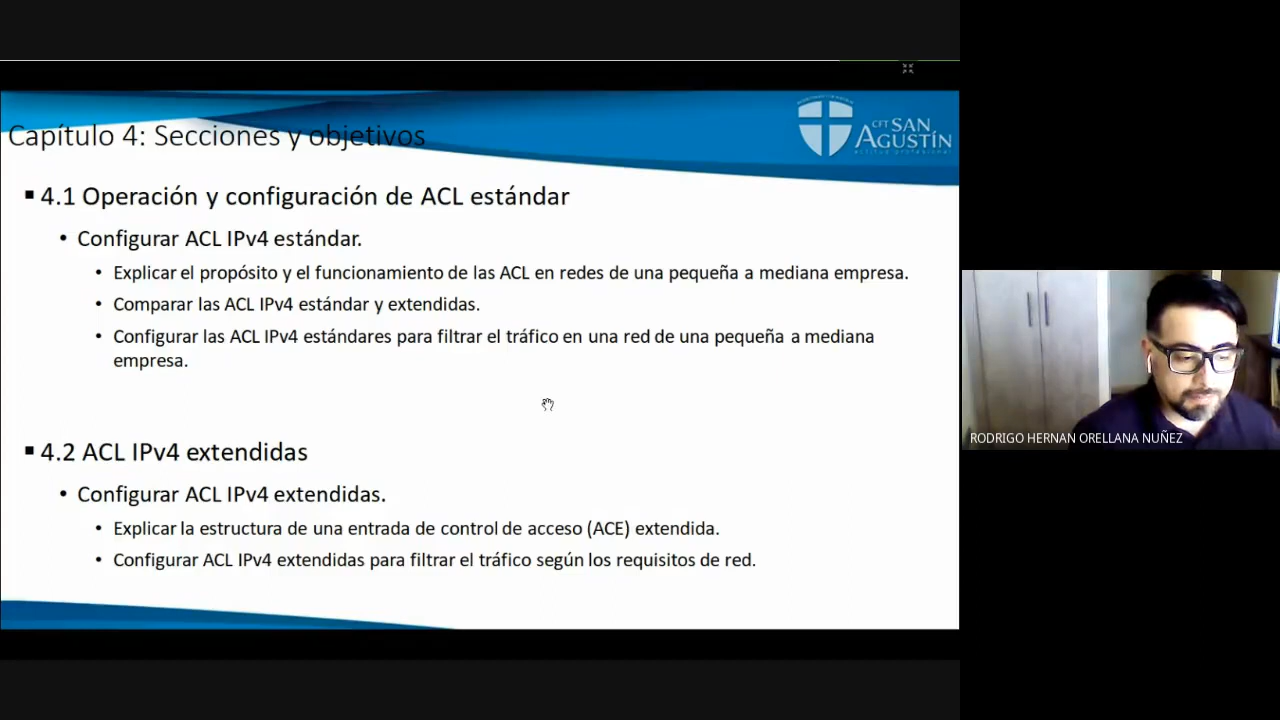 Capítulo 4: Secciones y objetivos
CFT SAN
AGUSTÍN
▪ 4.1 Operación y configuración de ACL estándar
• Configurar ACL IPv4 estándar.
• Explicar el propósito y el funcionamiento de las ACL en redes de una pequeña a mediana empresa.
• Comparar las ACL IPv4 estándar y extendidas.
• Configurar las ACL IPv4 estándares para filtrar el tráfico en una red de una pequeña a mediana
empresa.
▪ 4.2 ACL IPv4 extendidas
• Configurar ACL IPv4 extendidas.
• Explicar la estructura de una entrada de control de acceso (ACE) extendida.
• Configurar ACL IPv4 extendidas para filtrar el tráfico según los requisitos de red.
RODRIGO HERNAN ORELLANA NUÑEZ